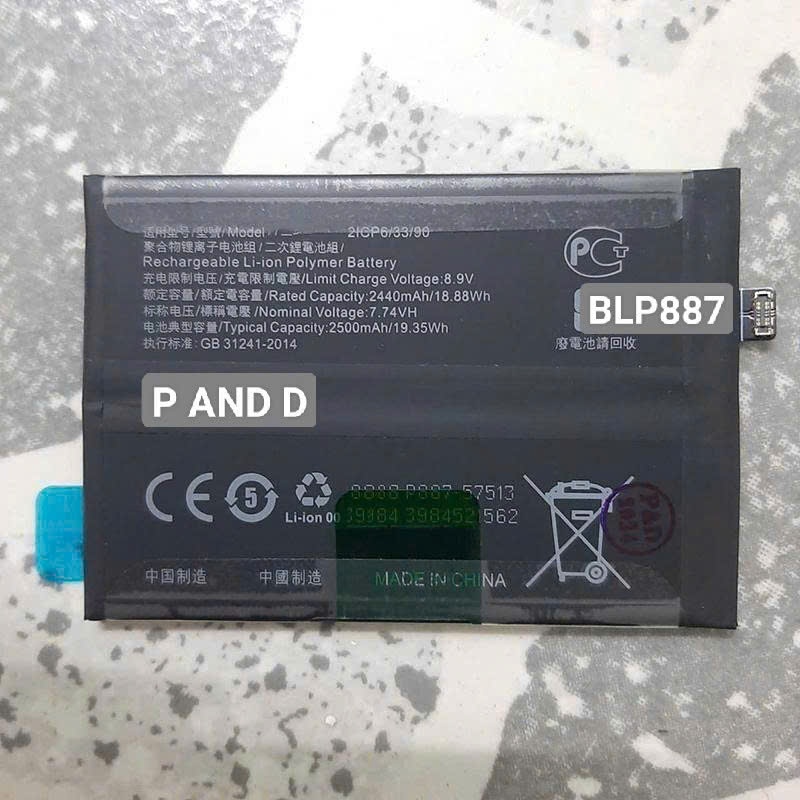 适用型号/型號/Model 2ICP6/33/90
聚合物锂离子电池组/二次鋰電池組/
Rechargeable Li-ion Polymer Battery
充电限制电压/充電限制電壓/Limit Charge Voltage:8.9V
额定容量/額定電容量/Rated Capacity:2440mAh/18.88Wh
标称电压/標稱電壓/Nominal Voltage:7.74VH
电池典型容量/Typical Capacity:2500mAh/19.35Wh
执行标准: GB 31241-2014
PCT
BLP887
廢電池請回收
P AND D
CE 5
8888 P887 57513
Li-ion 00 39184 3984521562
中国制造 中國製造 MADE IN CHINA